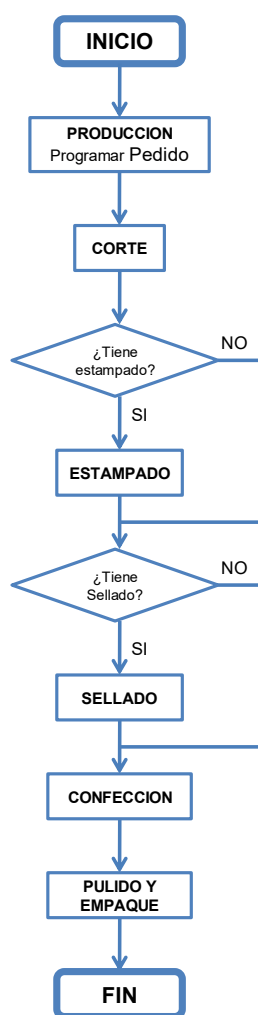 INICIO
PRODUCCION
Programar Pedido
CORTE
¿Tiene
estampado?
NO
SI
ESTAMPADO
¿Tiene
Sellado?
NO
SI
SELLADO
CONFECCION
PULIDO Y
EMPAQUE
FIN